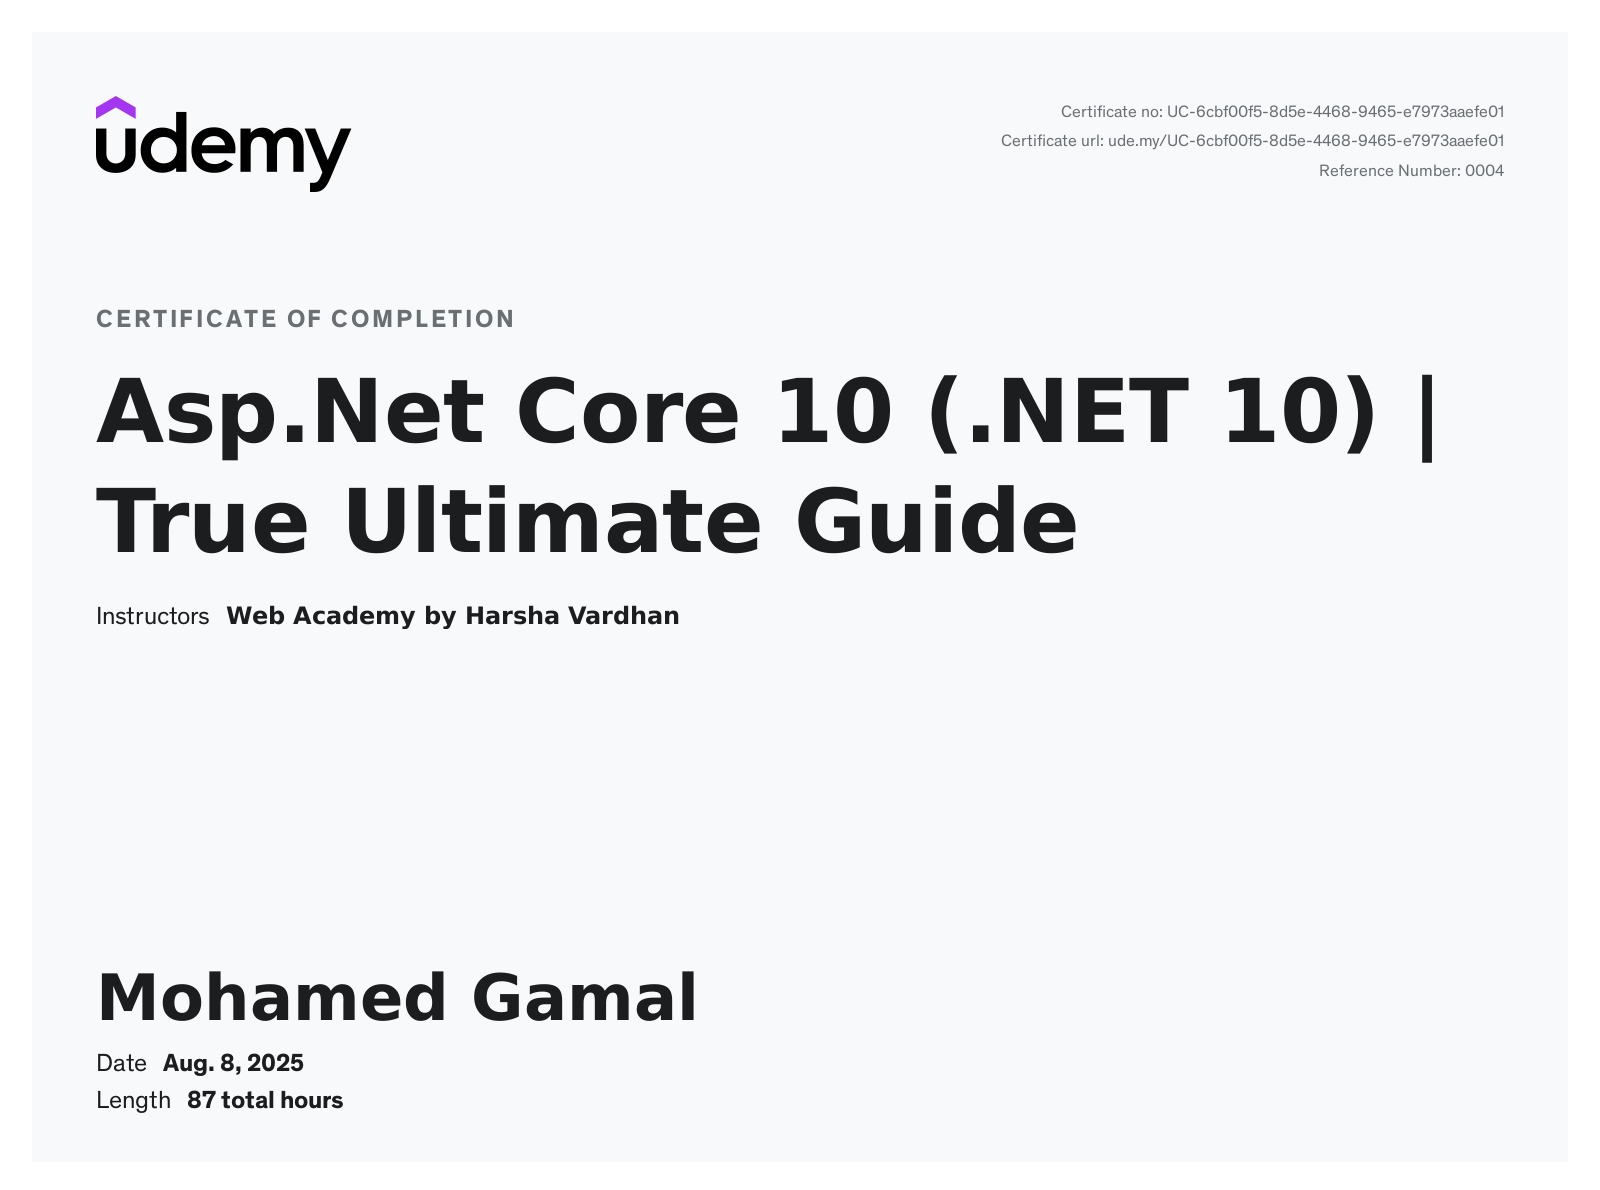 udemy
Certificate no: UC-6cbf00f5-8d5e-4468-9465-e7973aaefe01
Certificate url: ude.my/UC-6cbf00f5-8d5e-4468-9465-e7973aaefe01
Reference Number: 0004
CERTIFICATE OF COMPLETION
Asp.Net Core 10 (.NET 10) |
True Ultimate Guide
Instructors Web Academy by Harsha Vardhan
Mohamed Gamal
Date Aug. 8, 2025
Length 87 total hours